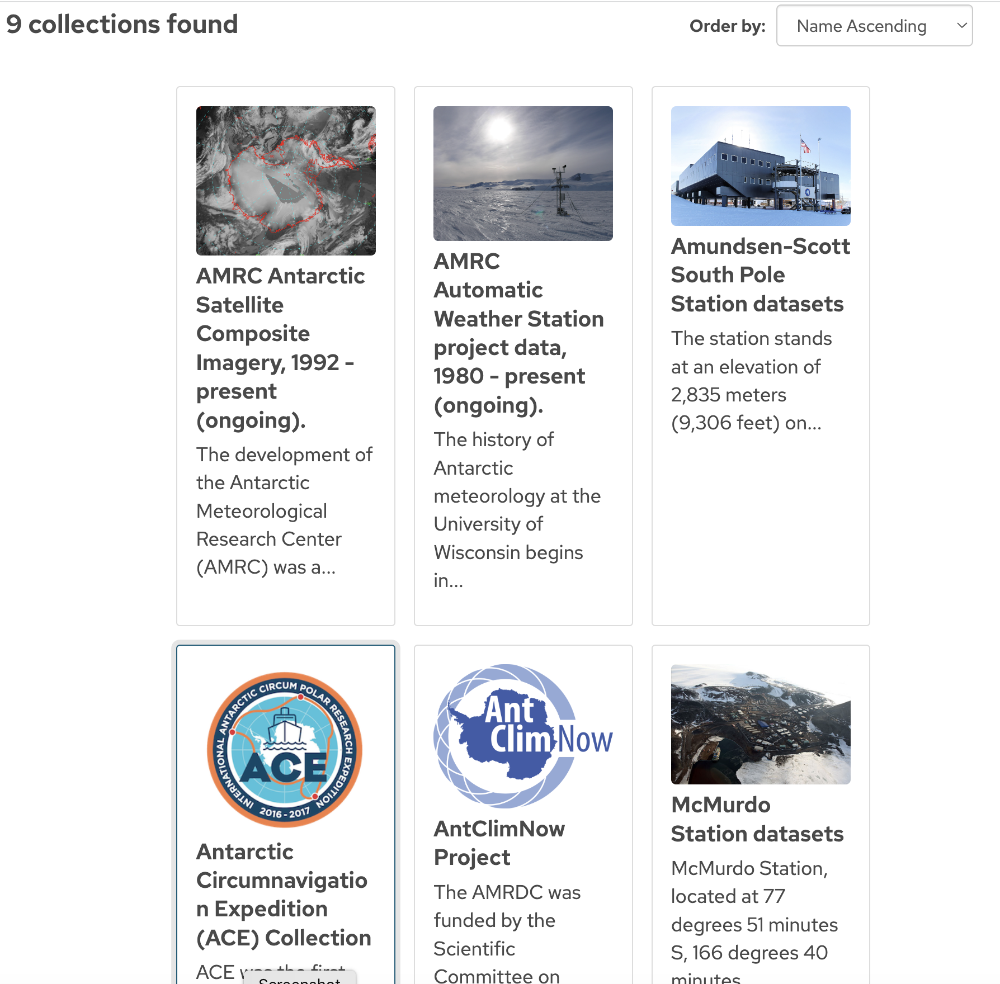 9 collections found
Order by: Name Ascending
AMRC Antarctic
Satellite
Composite
Imagery, 1992 -
present
(ongoing).
The development of
the Antarctic
Meteorological
Research Center
(AMRC) was a...
AMRC
Automatic
Weather Station
project data,
1980 - present
(ongoing).
The history of
Antarctic
meteorology at the
University of
Wisconsin begins
in...
Amundsen-Scott
South Pole
Station datasets
The station stands
at an elevation of
2,835 meters
(9,306 feet) on...
INTERNATIONAL ANTARCTIC CIRCUM POLAR RESEARCH EXPEDITION
ACE
2016-2017
Antarctic
Circumnavigatio
n Expedition
(ACE) Collection
ACE was the first
Screenshot
Ant
Clim Now
AntClimNow
Project
The AMRDC was
funded by the
Scientific
Committee on
McMurdo
Station datasets
McMurdo Station,
located at 77
degrees 51 minutes
S, 166 degrees 40
minutes